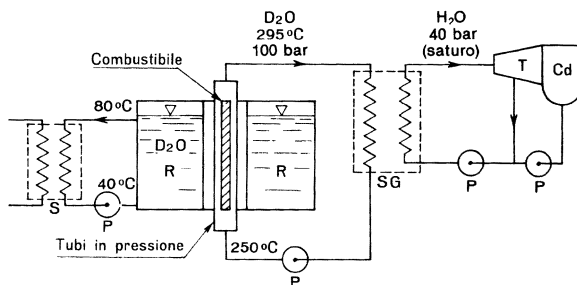 D2O
295°C
100 bar
H2O
40 bar
(saturo)
Combustibile
T
Cd
80°C
D2O
R
R
40°C
S
P
SG
P
P
Tubi in pressione
250°C
P